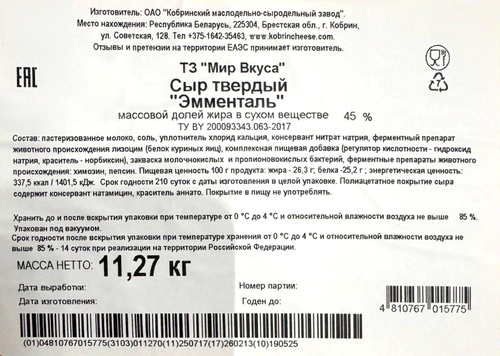 Изготовитель: ОАО "Кобринский маслодельно-сыродельный завод".
Место нахождения: Республика Беларусь, 225304, Брестская обл., г. Кобрин,
ул. Советская, 128. Тел +375-1642-35463, www.kobrincheese.com.
Отзывы и претензии на территории ЕАЭС принимает изготовитель.
ЕАС
ТЗ "Мир Вкуса"
Сыр твердый
"Эмменталь"
массовой долей жира в сухом веществе 45 %
ТУ BY 200093343.063-2017
7
Состав: пастеризованное молоко, соль, уплотнитель хлорид кальция, консервант нитрат натрия, ферментный препарат
животного происхождения лизоцим (белок куриных яиц), комплексная пищевая добавка (регулятор кислотности - гидроксид
натрия, краситель - норбиксин), закваска молочнокислых и пропионовокислых бактерий, ферментные препараты животного
происхождения: химозин, пепсин. Пищевая ценность 100 г продукта: жира - 26,3 г; белка -25,2 г ; энергетическая ценность:
337,5 ккал / 1401,5 кДж. Срок годности 210 суток с даты изготовления в целой упаковке. Полиацетатное покрытие сыра
содержит консервант натамицин, краситель аннато. Покрытие в пищу не употреблять.
Хранить до и после вскрытия упаковки при температуре от 0 °С до 4 °С и относительной влажности воздуха не выше 85 %.
Упакован под вакуумом.
Срок годности после вскрытия упаковки при температуре хранения от 0 °С до 4 °С и относительной влажности воздуха не
выше 85% - 14 суток при реализации на территории Российской Федерации.
МАССА НЕТТО: 11,27 кг
Дата выработки:
Номер партии:
Дата изготовления:
Годен до:
4 810767 015775
(01)04810767015775(3103)011270(11)250717(17)260213(10)190525